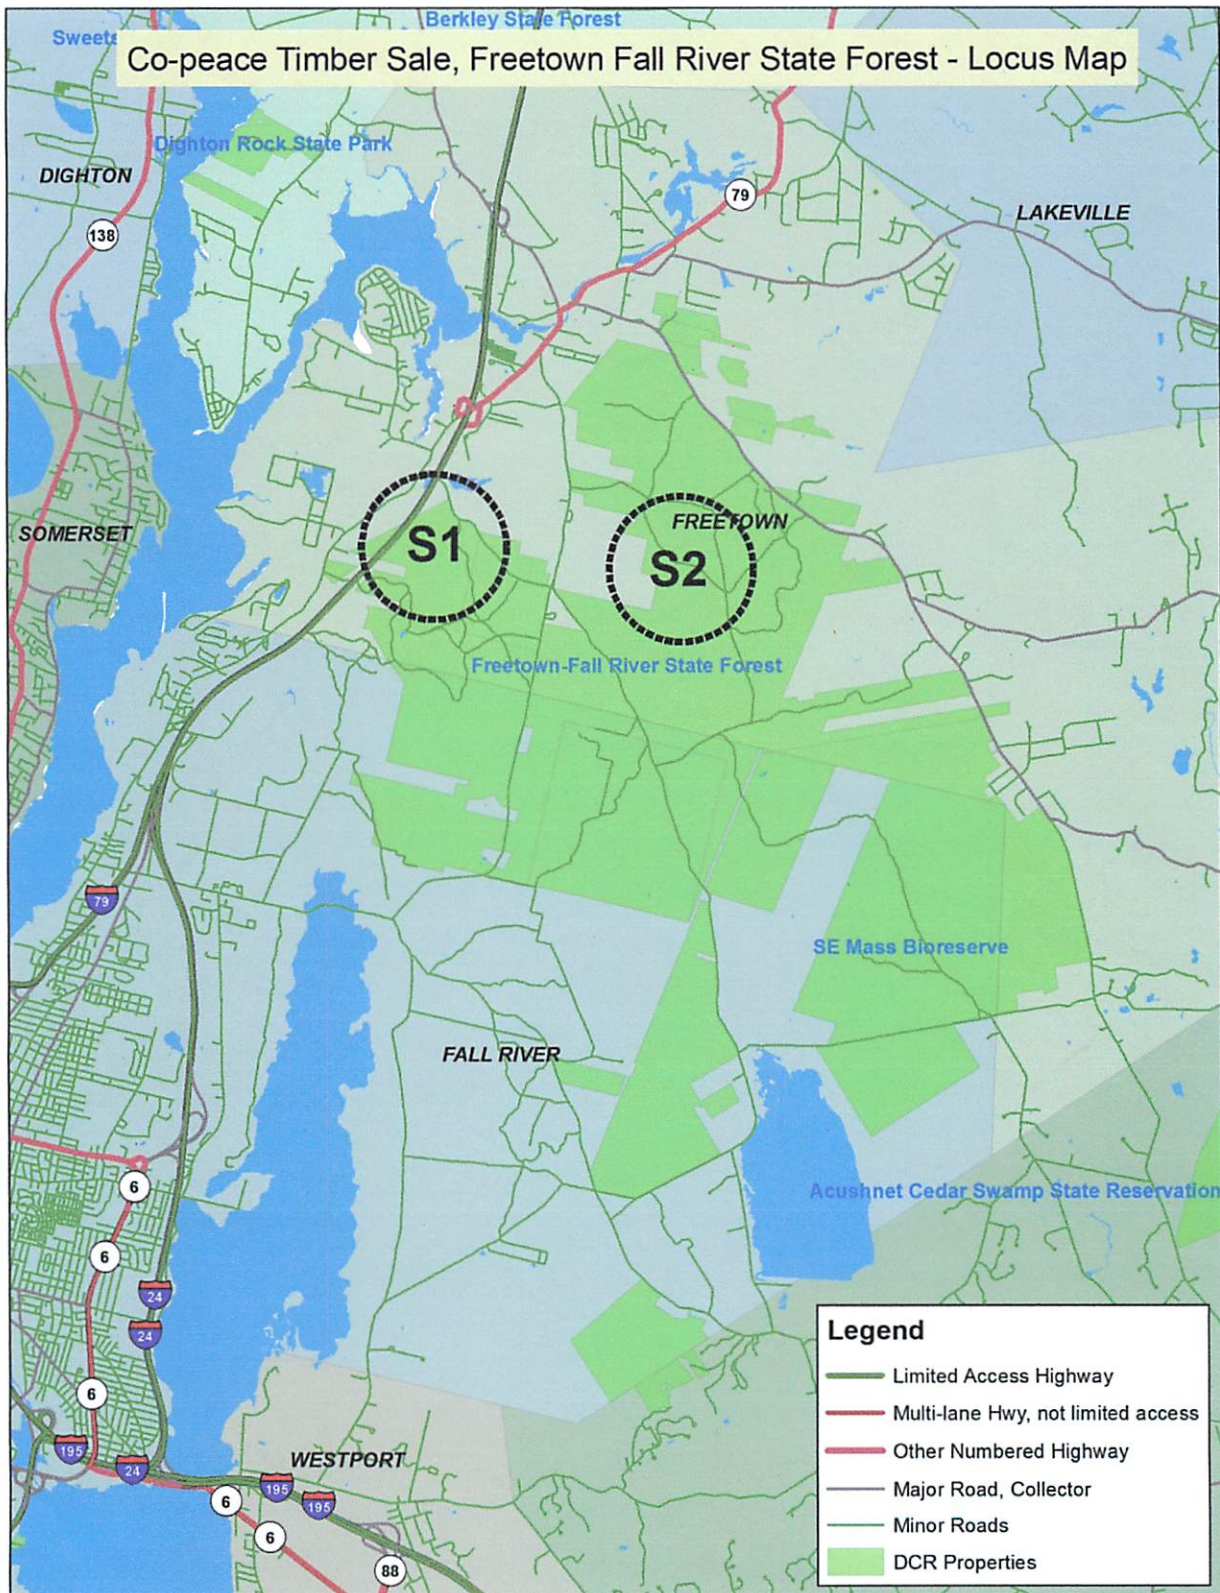 Berkley State Forest
Sweets
Co-peace Timber Sale, Freetown Fall River State Forest - Locus Map
Dighton Rock State Park
DIGHTON
79
LAKEVILLE
138
SOMERSET
S1
FREETOWN
S2
Freetown-Fall River State Forest
79
SE Mass Bioreserve
FALL RIVER
6
Acushnet Cedar Swamp State Reservation
6
24
24
6
195
24
WESTPORT
195
195
6
6
88
Legend
Limited Access Highway
Multi-lane Hwy, not limited access
Other Numbered Highway
Major Road, Collector
Minor Roads
DCR Properties